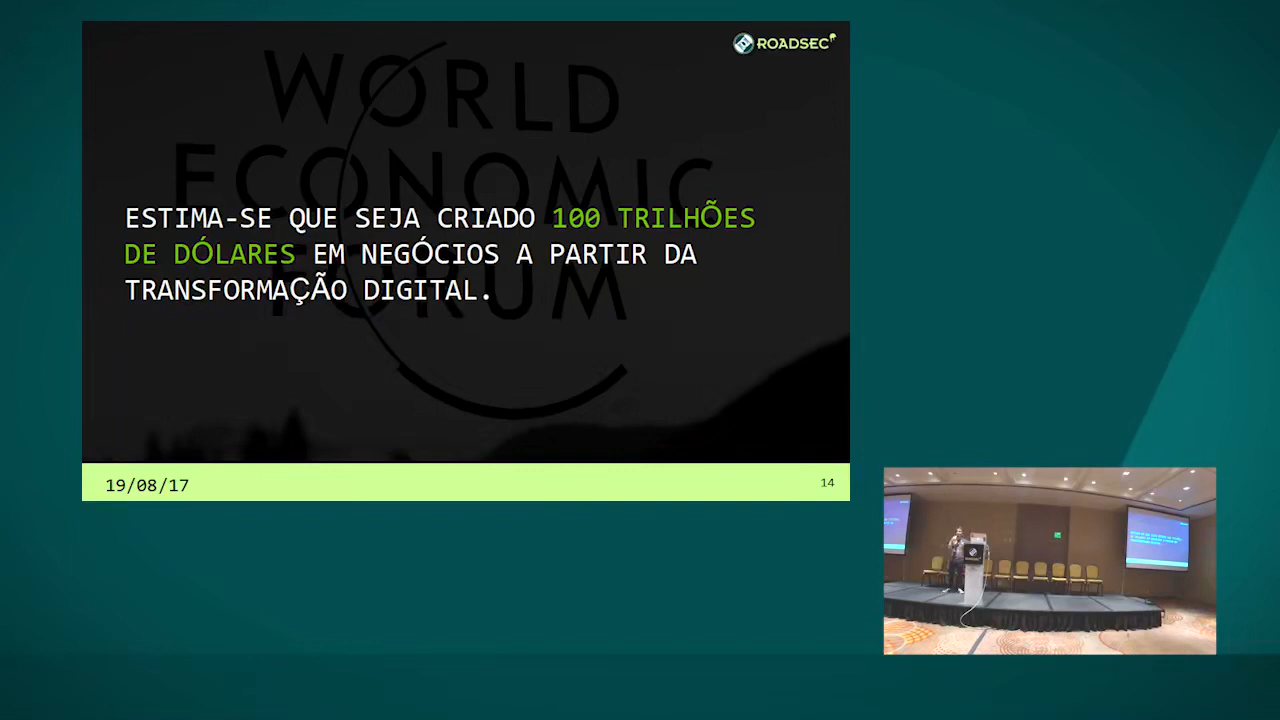 ROADSEC
WORLD
ECONOMIC
FORUM
ESTIMA-SE QUE SEJA CRIADO 100 TRILHÕES
DE DÓLARES EM NEGÓCIOS A PARTIR DA
TRANSFORMAÇÃO DIGITAL.
19/08/17
14